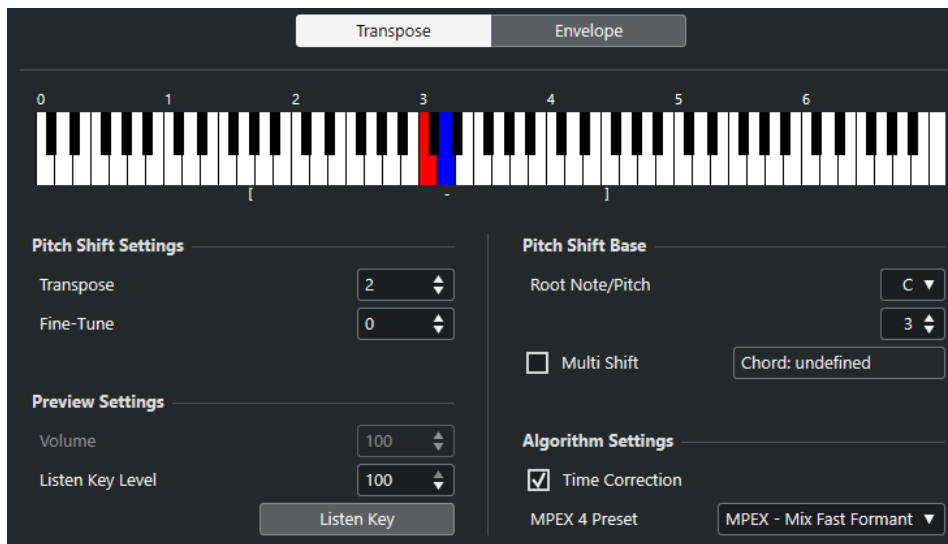 Transpose Envelope
0 1 2 3 4 5 6
[ - ]
Pitch Shift Settings
Transpose 2
Fine-Tune 0
Preview Settings
Volume 100
Listen Key Level 100
Listen Key
Pitch Shift Base
Root Note/Pitch C
3
Multi Shift Chord: undefined
Algorithm Settings
Time Correction
MPEX 4 Preset MPEX - Mix Fast Formant